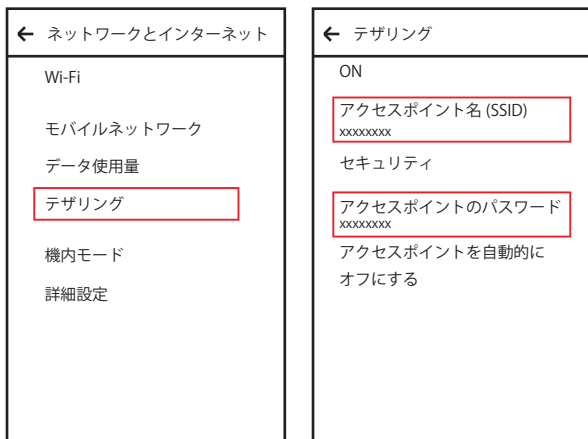 ← ネットワークとインターネット
Wi-Fi
モバイルネットワーク
データ使用量
テザリング
機内モード
詳細設定
← テザリング
ON
アクセスポイント名 (SSID)
xxxxxxxx
セキュリティ
アクセスポイントのパスワード
xxxxxxxx
アクセスポイントを自動的に
オフにする